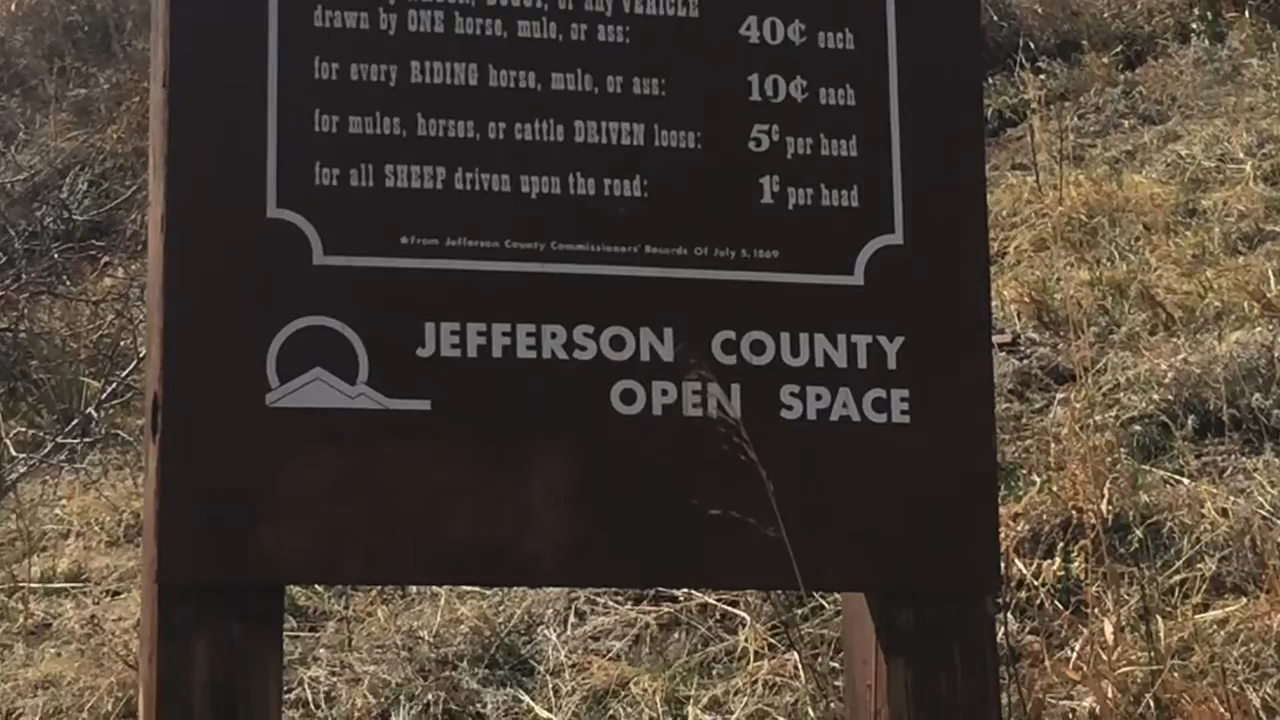 VEHICLE
drawn by ONE horse, mule, or ass: 40¢ each
for every RIDING horse, mule, or ass: 10¢ each
for mules, horses, or cattle DRIVEN loose: 5¢ per head
for all SHEEP driven upon the road: 1¢ per head
*From Jefferson County Commissioners' Records Of July 5, 1869
JEFFERSON COUNTY
OPEN SPACE